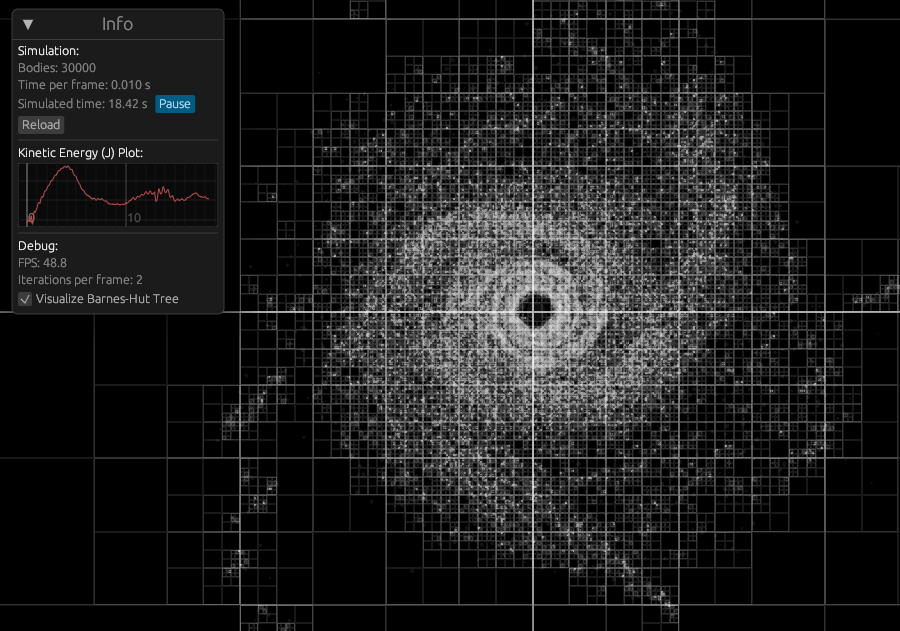 Info
Simulation:
Bodies: 30000
Time per frame: 0.010 s
Simulated time: 18.42 s Pause
Reload
Kinetic Energy (J) Plot:
0 10
Debug:
FPS: 48.8
Iterations per frame: 2
Visualize Barnes-Hut Tree